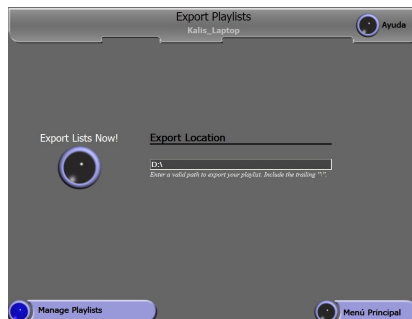 Export Playlists
Kalis_Laptop
Ayuda
Export Lists Now!
Export Location
D:\
Enter a valid path to export your playlist. Include the trailing "\".
Manage Playlists
Menú Principal